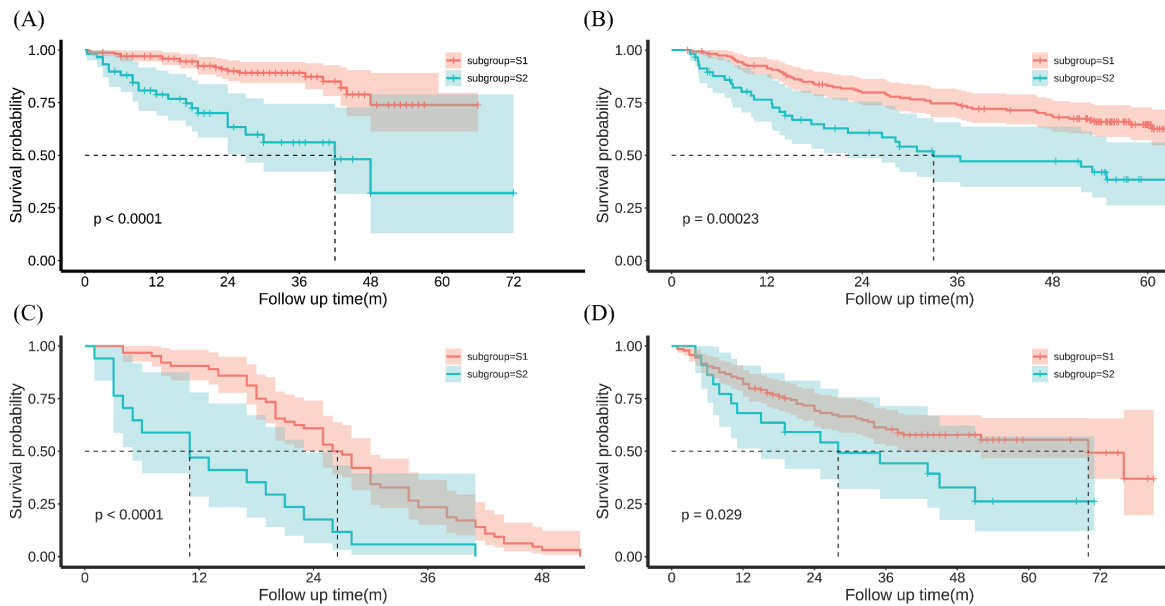 (A)
Survival probability
1.00
0.75
0.50
0.25
0.00
subgroup=S1
subgroup=S2
p < 0.0001
0 12 24 36 48 60 72
Follow up time(m)
(B)
Survival probability
1.00
0.75
0.50
0.25
0.00
subgroup=S1
subgroup=S2
p = 0.00023
0 12 24 36 48 60
Follow up time(m)
(C)
Survival probability
1.00
0.75
0.50
0.25
0.00
subgroup=S1
subgroup=S2
p < 0.0001
0 12 24 36 48
Follow up time(m)
(D)
Survival probability
1.00
0.75
0.50
0.25
0.00
subgroup=S1
subgroup=S2
p = 0.029
0 12 24 36 48 60 72
Follow up time(m)